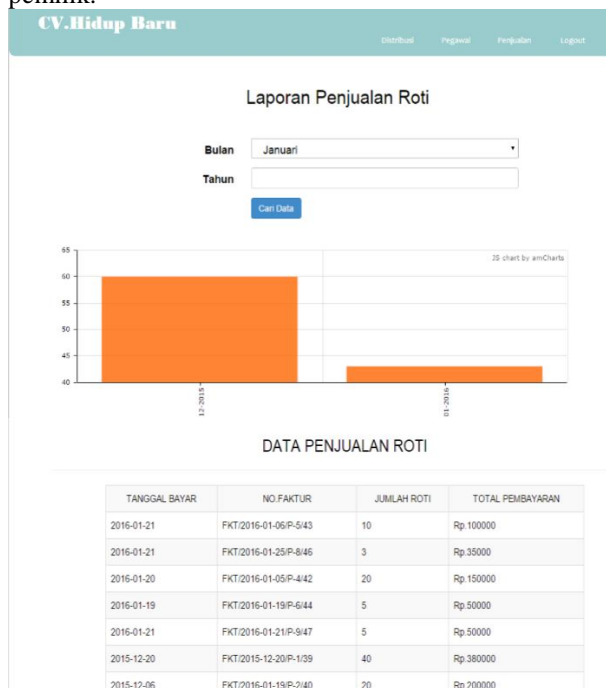 pemilik.
CV.Hidup Baru
Distribusi Pegawai Penjualan Logout
Laporan Penjualan Roti
Bulan Januari
Tahun
Cari Data
JS chart by amCharts
65
60
55
50
45
40
12-2015
01-2016
DATA PENJUALAN ROTI
TANGGAL BAYAR NO.FAKTUR JUMLAH ROTI TOTAL PEMBAYARAN
2016-01-21 FKT/2016-01-06/P-5/43 10 Rp.100000
2016-01-21 FKT/2016-01-25/P-8/46 3 Rp.35000
2016-01-20 FKT/2016-01-05/P-4/42 20 Rp.150000
2016-01-19 FKT/2016-01-19/P-6/44 5 Rp.50000
2016-01-21 FKT/2016-01-21/P-9/47 5 Rp.50000
2015-12-20 FKT/2015-12-20/P-1/39 40 Rp.380000
2015-12-06 FKT/2016-01-19/P-2/40 20 Rp.200000